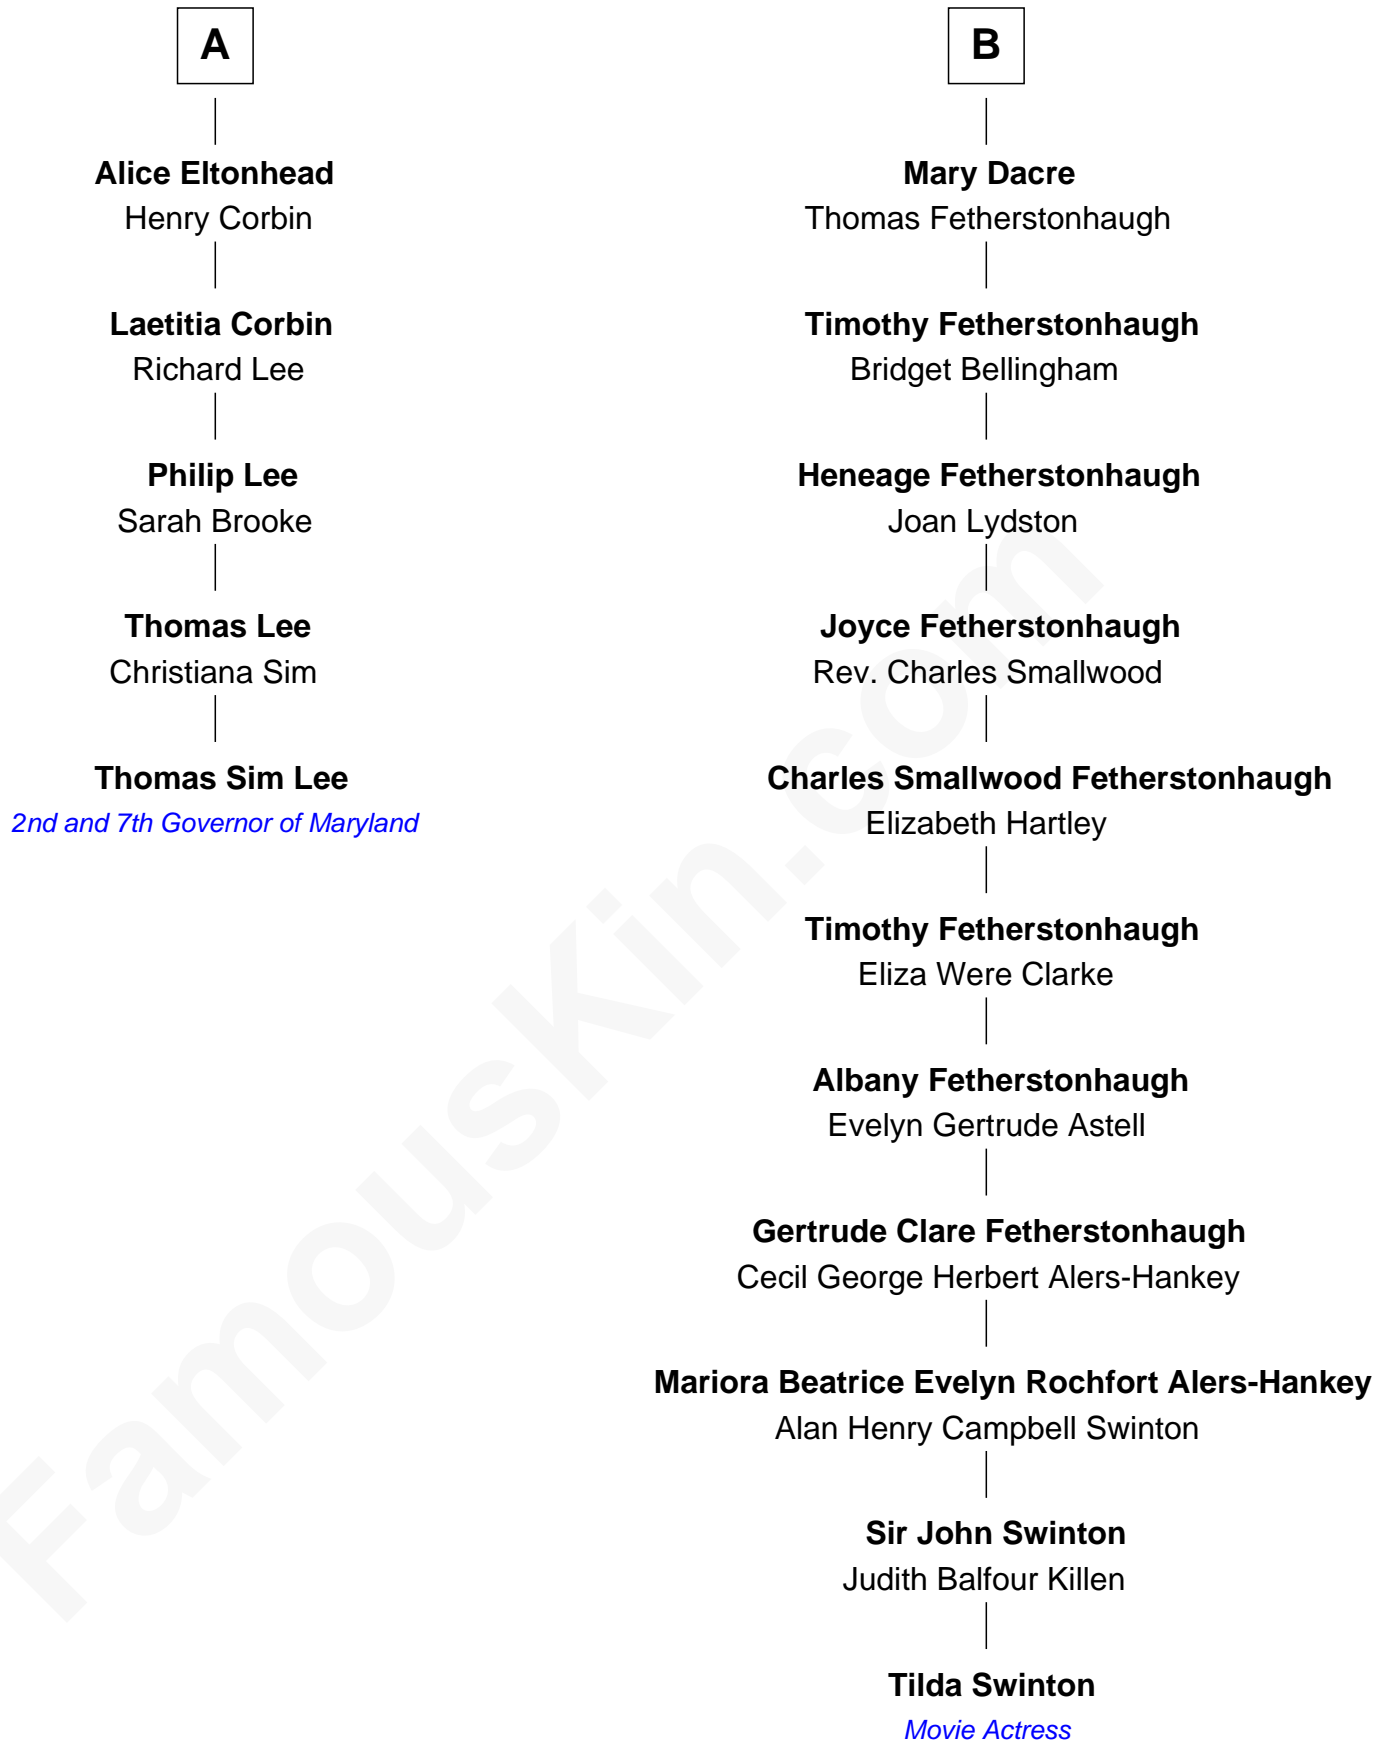 A
Alice Eltonhead
Henry Corbin
Laetitia Corbin
Richard Lee
Philip Lee
Sarah Brooke
Thomas Lee
Christiana Sim
Thomas Sim Lee
2nd and 7th Governor of Maryland
B
Mary Dacre
Thomas Fetherstonhaugh
Timothy Fetherstonhaugh
Bridget Bellingham
Heneage Fetherstonhaugh
Joan Lydston
Joyce Fetherstonhaugh
Rev. Charles Smallwood
Charles Smallwood Fetherstonhaugh
Elizabeth Hartley
Timothy Fetherstonhaugh
Eliza Were Clarke
Albany Fetherstonhaugh
Evelyn Gertrude Astell
Gertrude Clare Fetherstonhaugh
Cecil George Herbert Alers-Hankey
Mariora Beatrice Evelyn Rochfort Alers-Hankey
Alan Henry Campbell Swinton
Sir John Swinton
Judith Balfour Killen
Tilda Swinton
Movie Actress
FamousKin.com